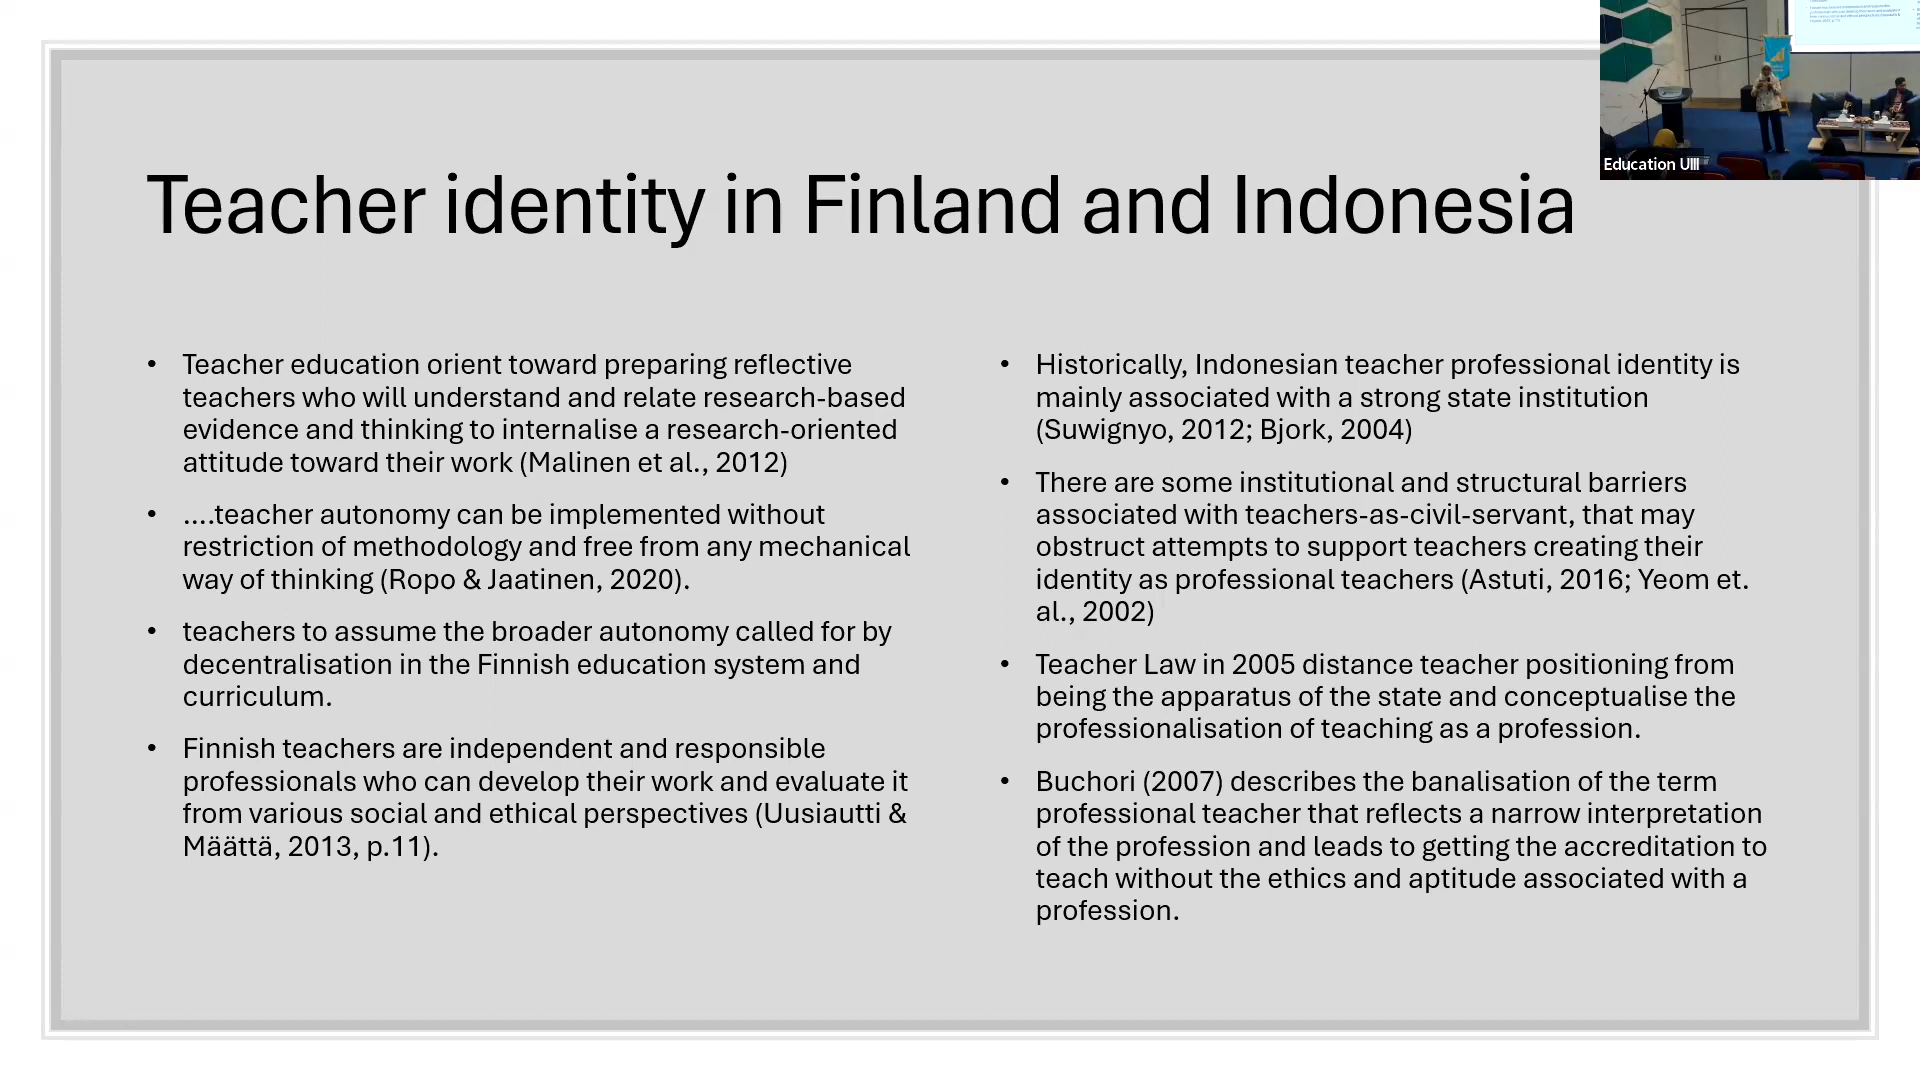 Teacher identity in Finland and Indonesia
• Teacher education orient toward preparing reflective
teachers who will understand and relate research-based
evidence and thinking to internalise a research-oriented
attitude toward their work (Malinen et al., 2012)
• ....teacher autonomy can be implemented without
restriction of methodology and free from any mechanical
way of thinking (Ropo & Jaatinen, 2020).
• teachers to assume the broader autonomy called for by
decentralisation in the Finnish education system and
curriculum.
• Finnish teachers are independent and responsible
professionals who can develop their work and evaluate it
from various social and ethical perspectives (Uusiautti &
Määttä, 2013, p.11).
• Historically, Indonesian teacher professional identity is
mainly associated with a strong state institution
(Suwignyo, 2012; Bjork, 2004)
• There are some institutional and structural barriers
associated with teachers-as-civil-servant, that may
obstruct attempts to support teachers creating their
identity as professional teachers (Astuti, 2016; Yeom et.
al., 2002)
• Teacher Law in 2005 distance teacher positioning from
being the apparatus of the state and conceptualise the
professionalisation of teaching as a profession.
• Buchori (2007) describes the banalisation of the term
professional teacher that reflects a narrow interpretation
of the profession and leads to getting the accreditation to
teach without the ethics and aptitude associated with a
profession.
Education UIII